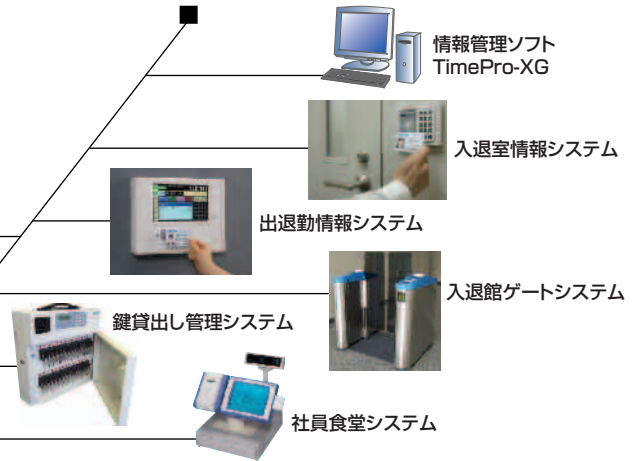 情報管理ソフト
TimePro-XG
入退室情報システム
出退勤情報システム
入退館ゲートシステム
鍵貸出し管理システム
社員食堂システム